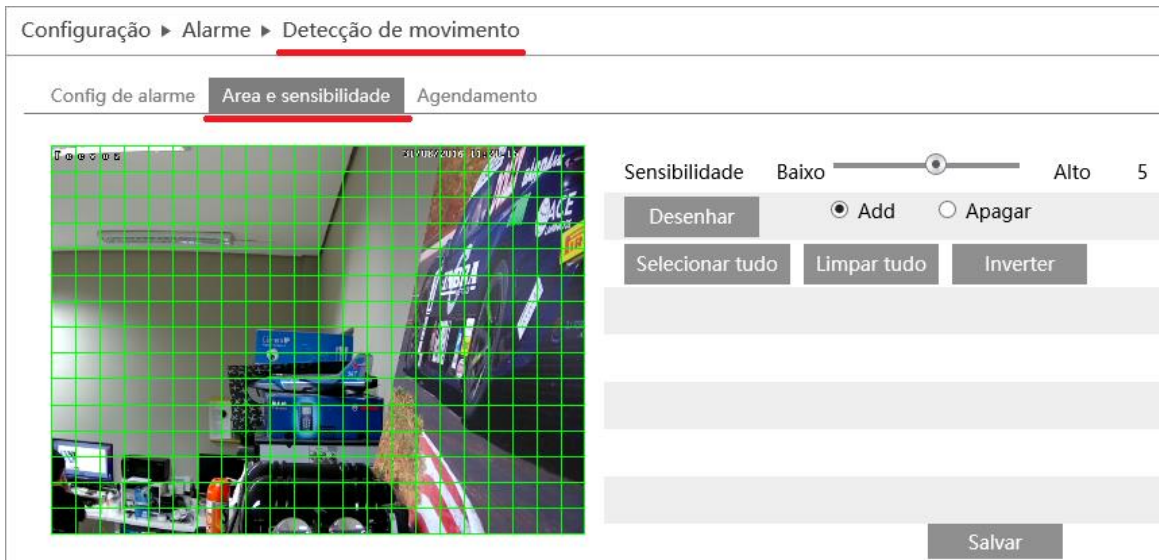 Configuração ▸ Alarme ▸ Detecção de movimento
Config de alarme Area e sensibilidade Agendamento
Sensibilidade Baixo Alto 5
Desenhar Add Apagar
Selecionar tudo Limpar tudo Inverter
Salvar